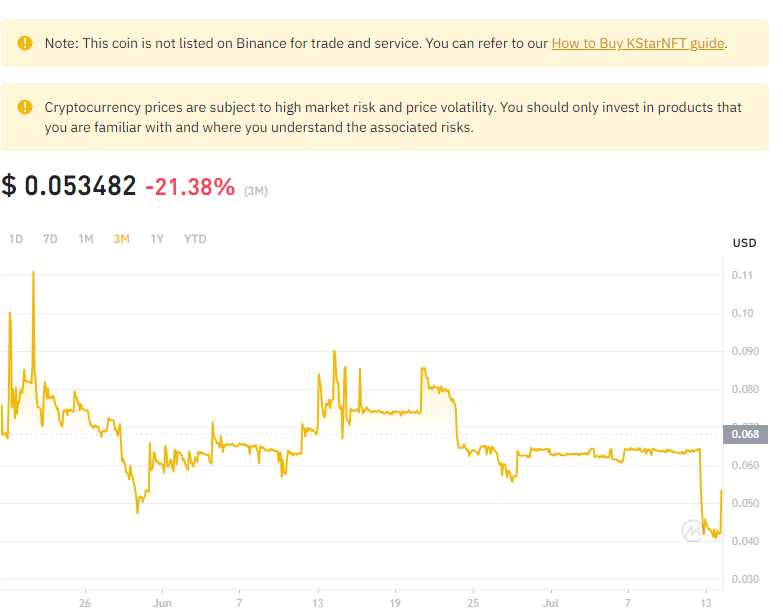 Note: This coin is not listed on Binance for trade and service. You can refer to our How to Buy KStarNFT guide.
Cryptocurrency prices are subject to high market risk and price volatility. You should only invest in products that
you are familiar with and where you understand the associated risks.
$ 0.053482 -21.38% (3M)
1D 7D 1M 3M 1Y YTD
USD
0.11
0.10
0.090
0.080
0.068
0.060
0.050
0.040
0.030
26 Jun 7 13 19 25 Jul 7 13